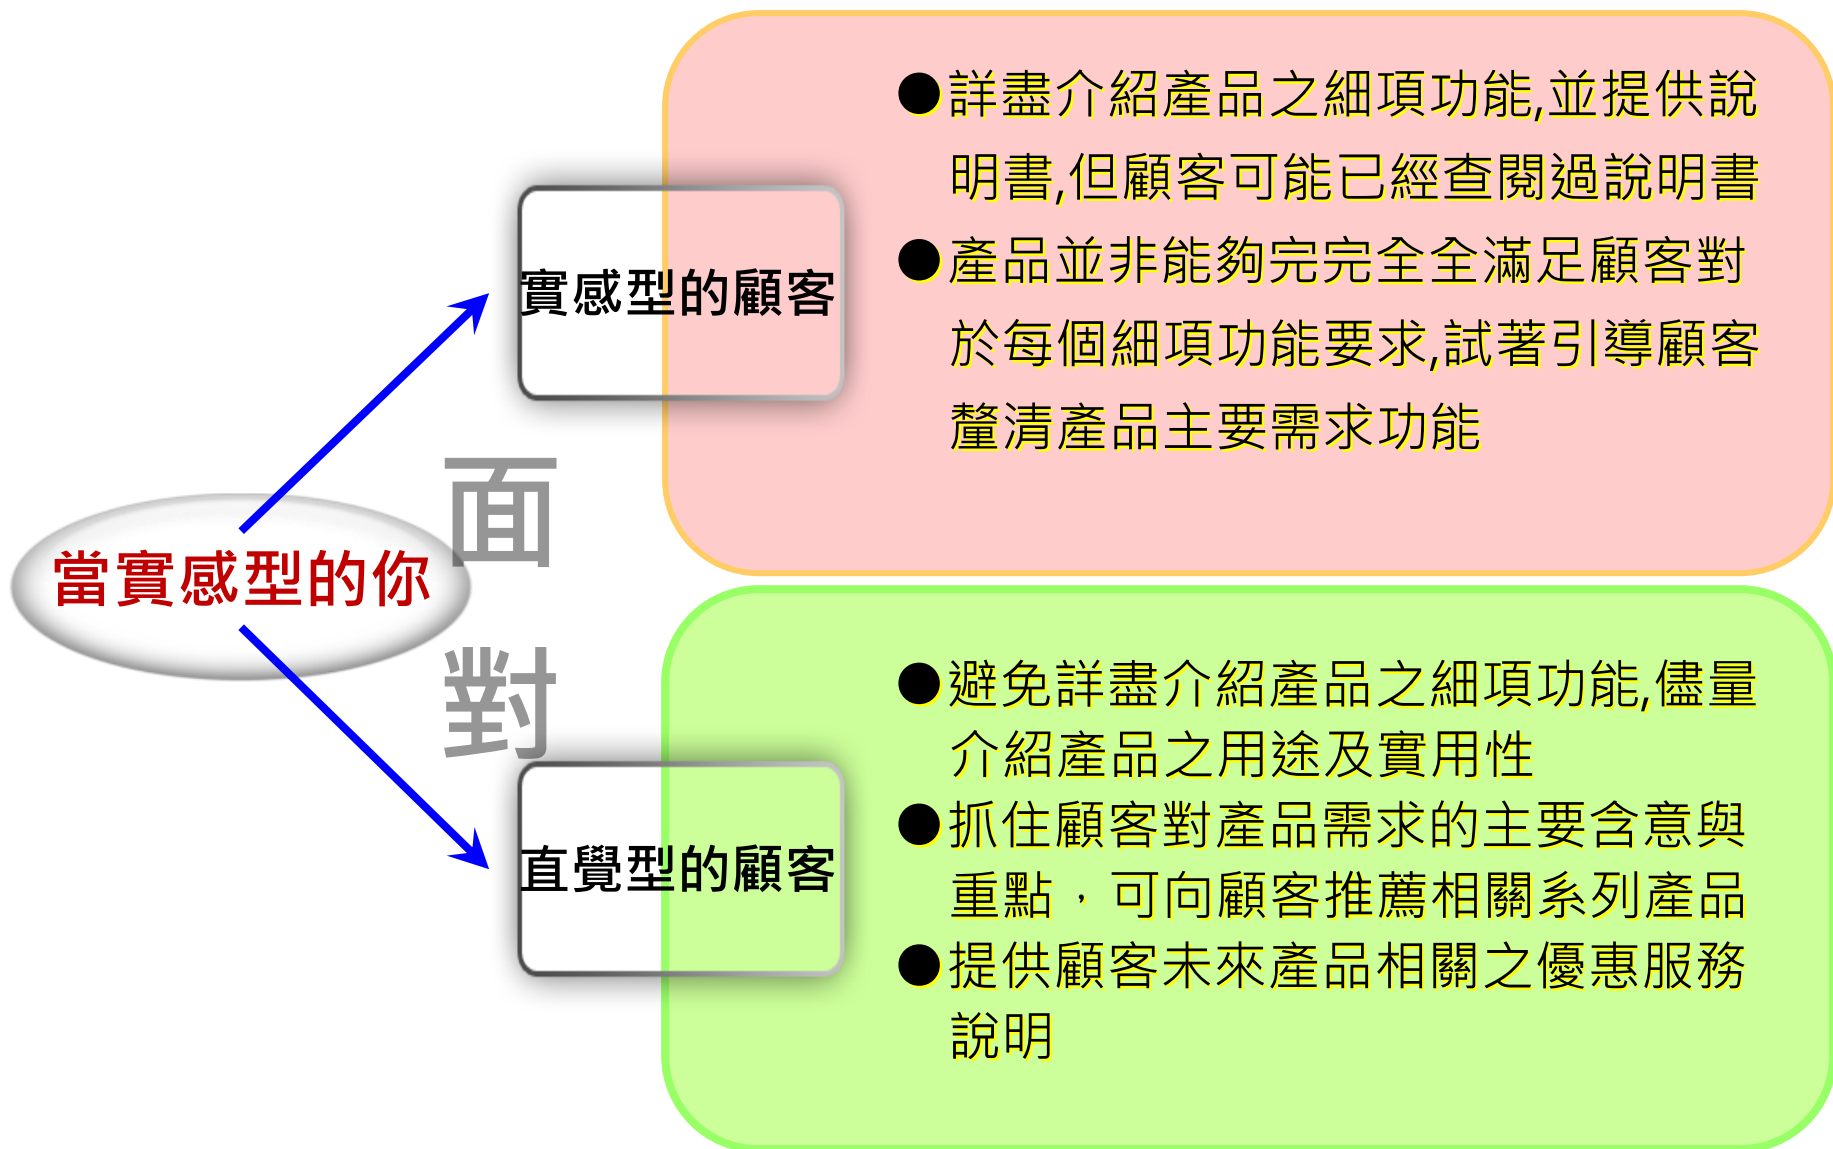 當實感型的你
面
對
實感型的顧客
●詳盡介紹產品之細項功能,並提供說
明書,但顧客可能已經查閱過說明書
●產品並非能夠完完全全滿足顧客對
於每個細項功能要求,試著引導顧客
釐清產品主要需求功能
直覺型的顧客
●避免詳盡介紹產品之細項功能,儘量
介紹產品之用途及實用性
●抓住顧客對產品需求的主要含意與
重點，可向顧客推薦相關系列產品
●提供顧客未來產品相關之優惠服務
說明